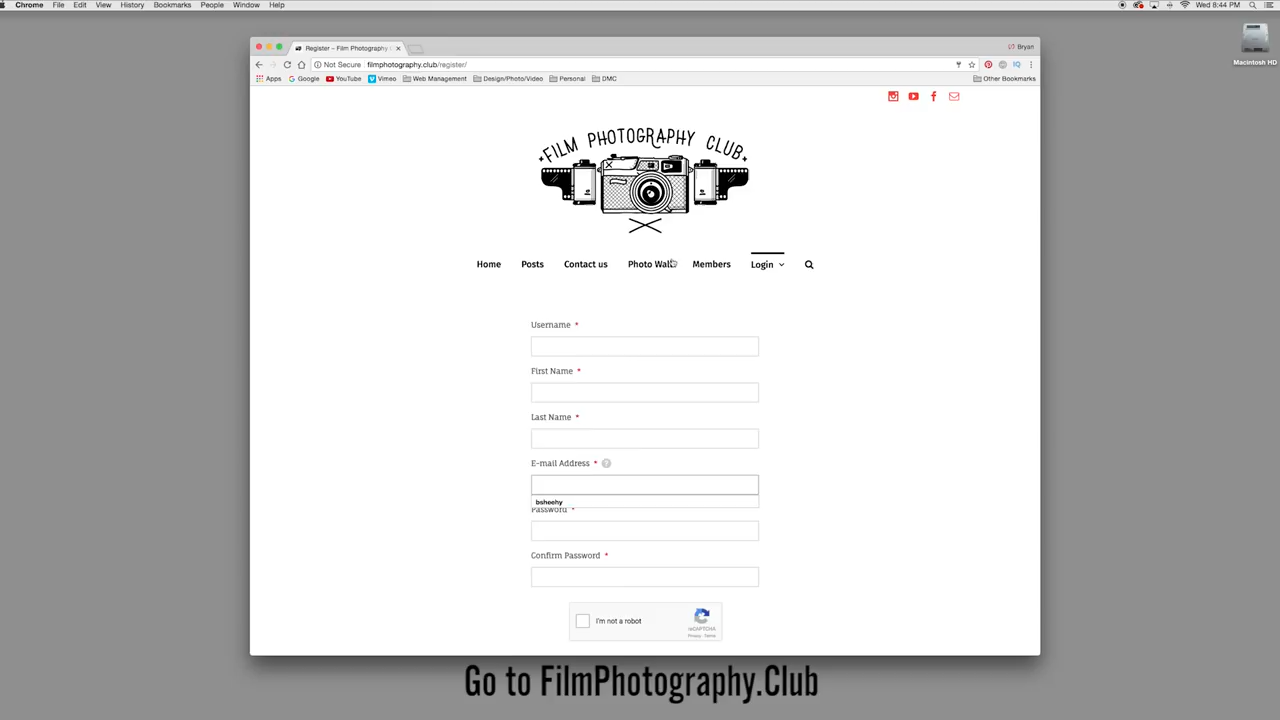 Chrome File Edit View History Bookmarks People Window Help Wed 8:44 PM
Register – Film Photography Bryan
Not Secure filmphotography.club/register/
Apps Google YouTube Vimeo Web Management Design/Photo/Video Personal DMC Other Bookmarks
Macintosh HD
FILM PHOTOGRAPHY CLUB
Home Posts Contact us Photo Wall Members Login
Username *
First Name *
Last Name *
E-mail Address * ?
bsheehy
Password *
Confirm Password *
I'm not a robot
reCAPTCHA
Privacy - Terms
Go to FilmPhotography.Club